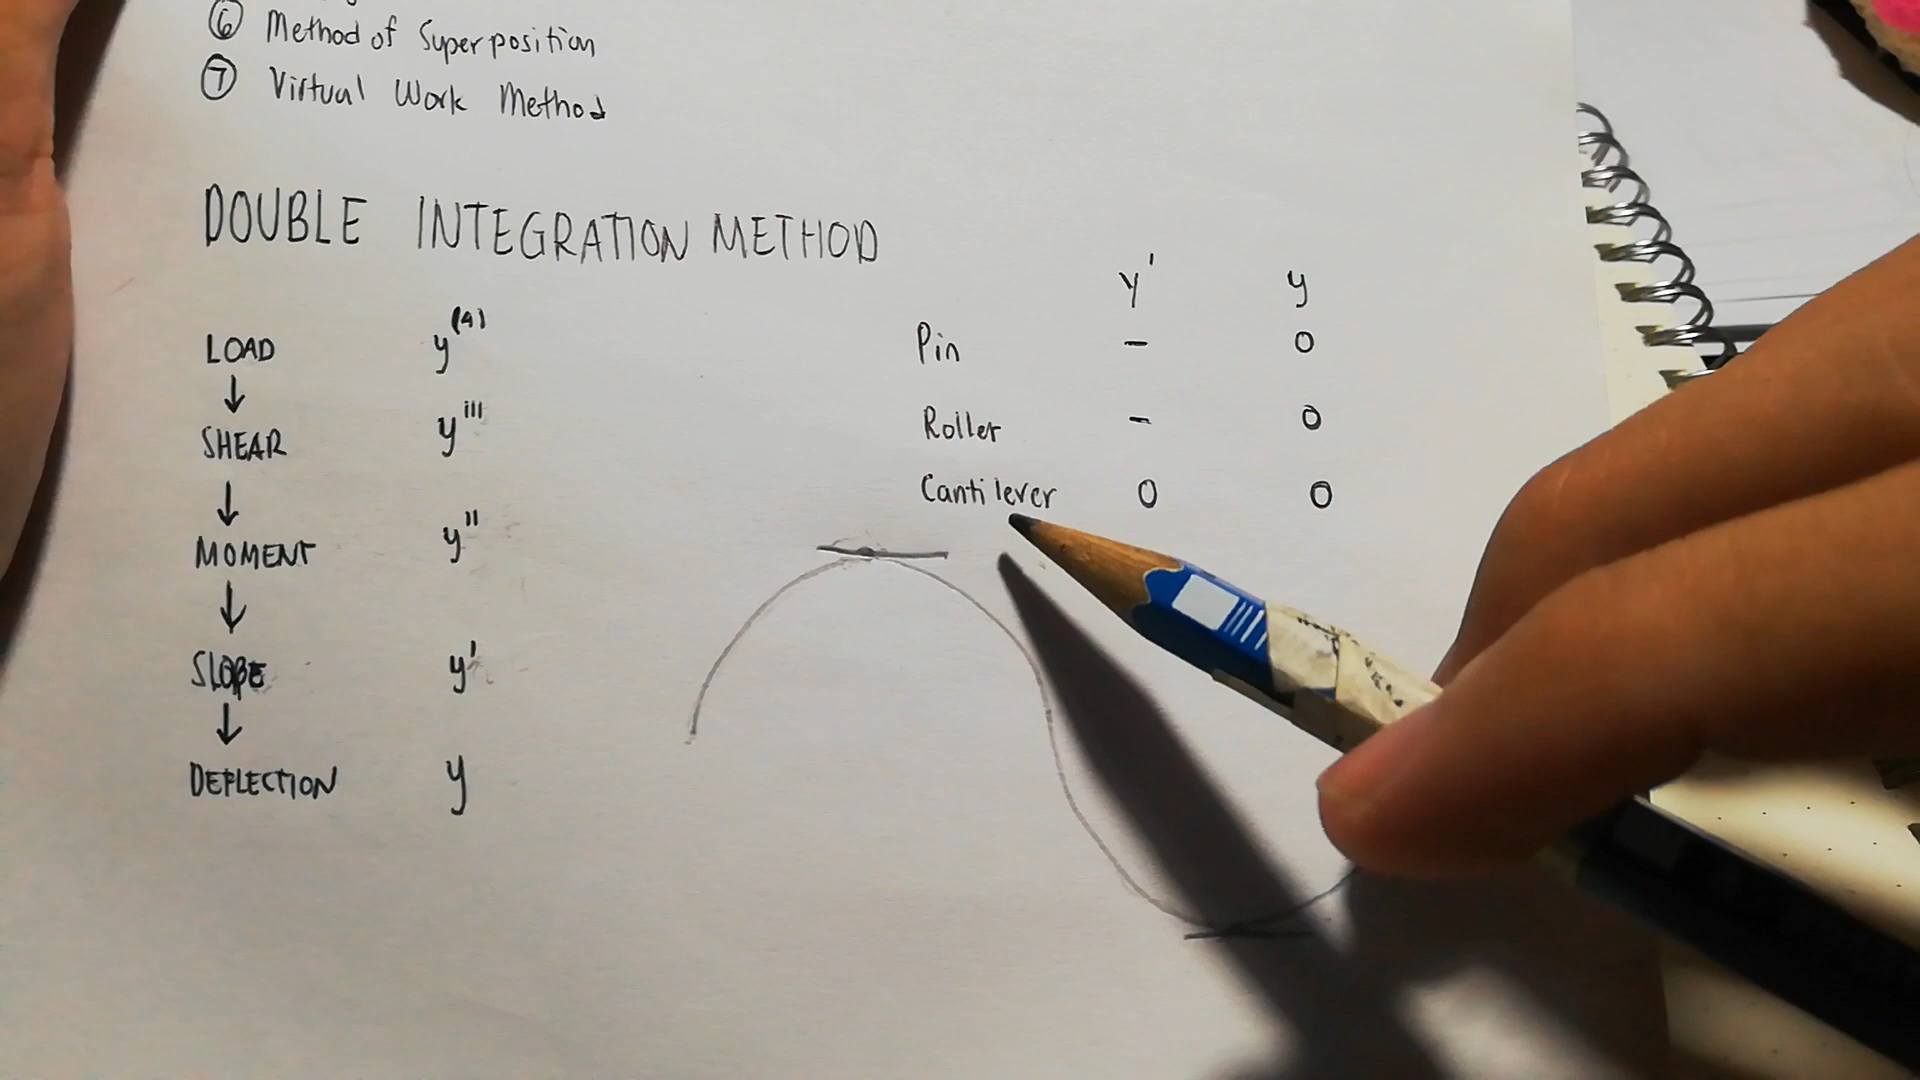 ⑥ Method of Superposition
⑦ Virtual Work Method
DOUBLE INTEGRATION METHOD
LOAD y(4)
↓
SHEAR y'''
↓
MOMENT y''
↓
SLOPE y'
↓
DEFLECTION y
y' y
Pin - 0
Roller - 0
Cantilever 0 0